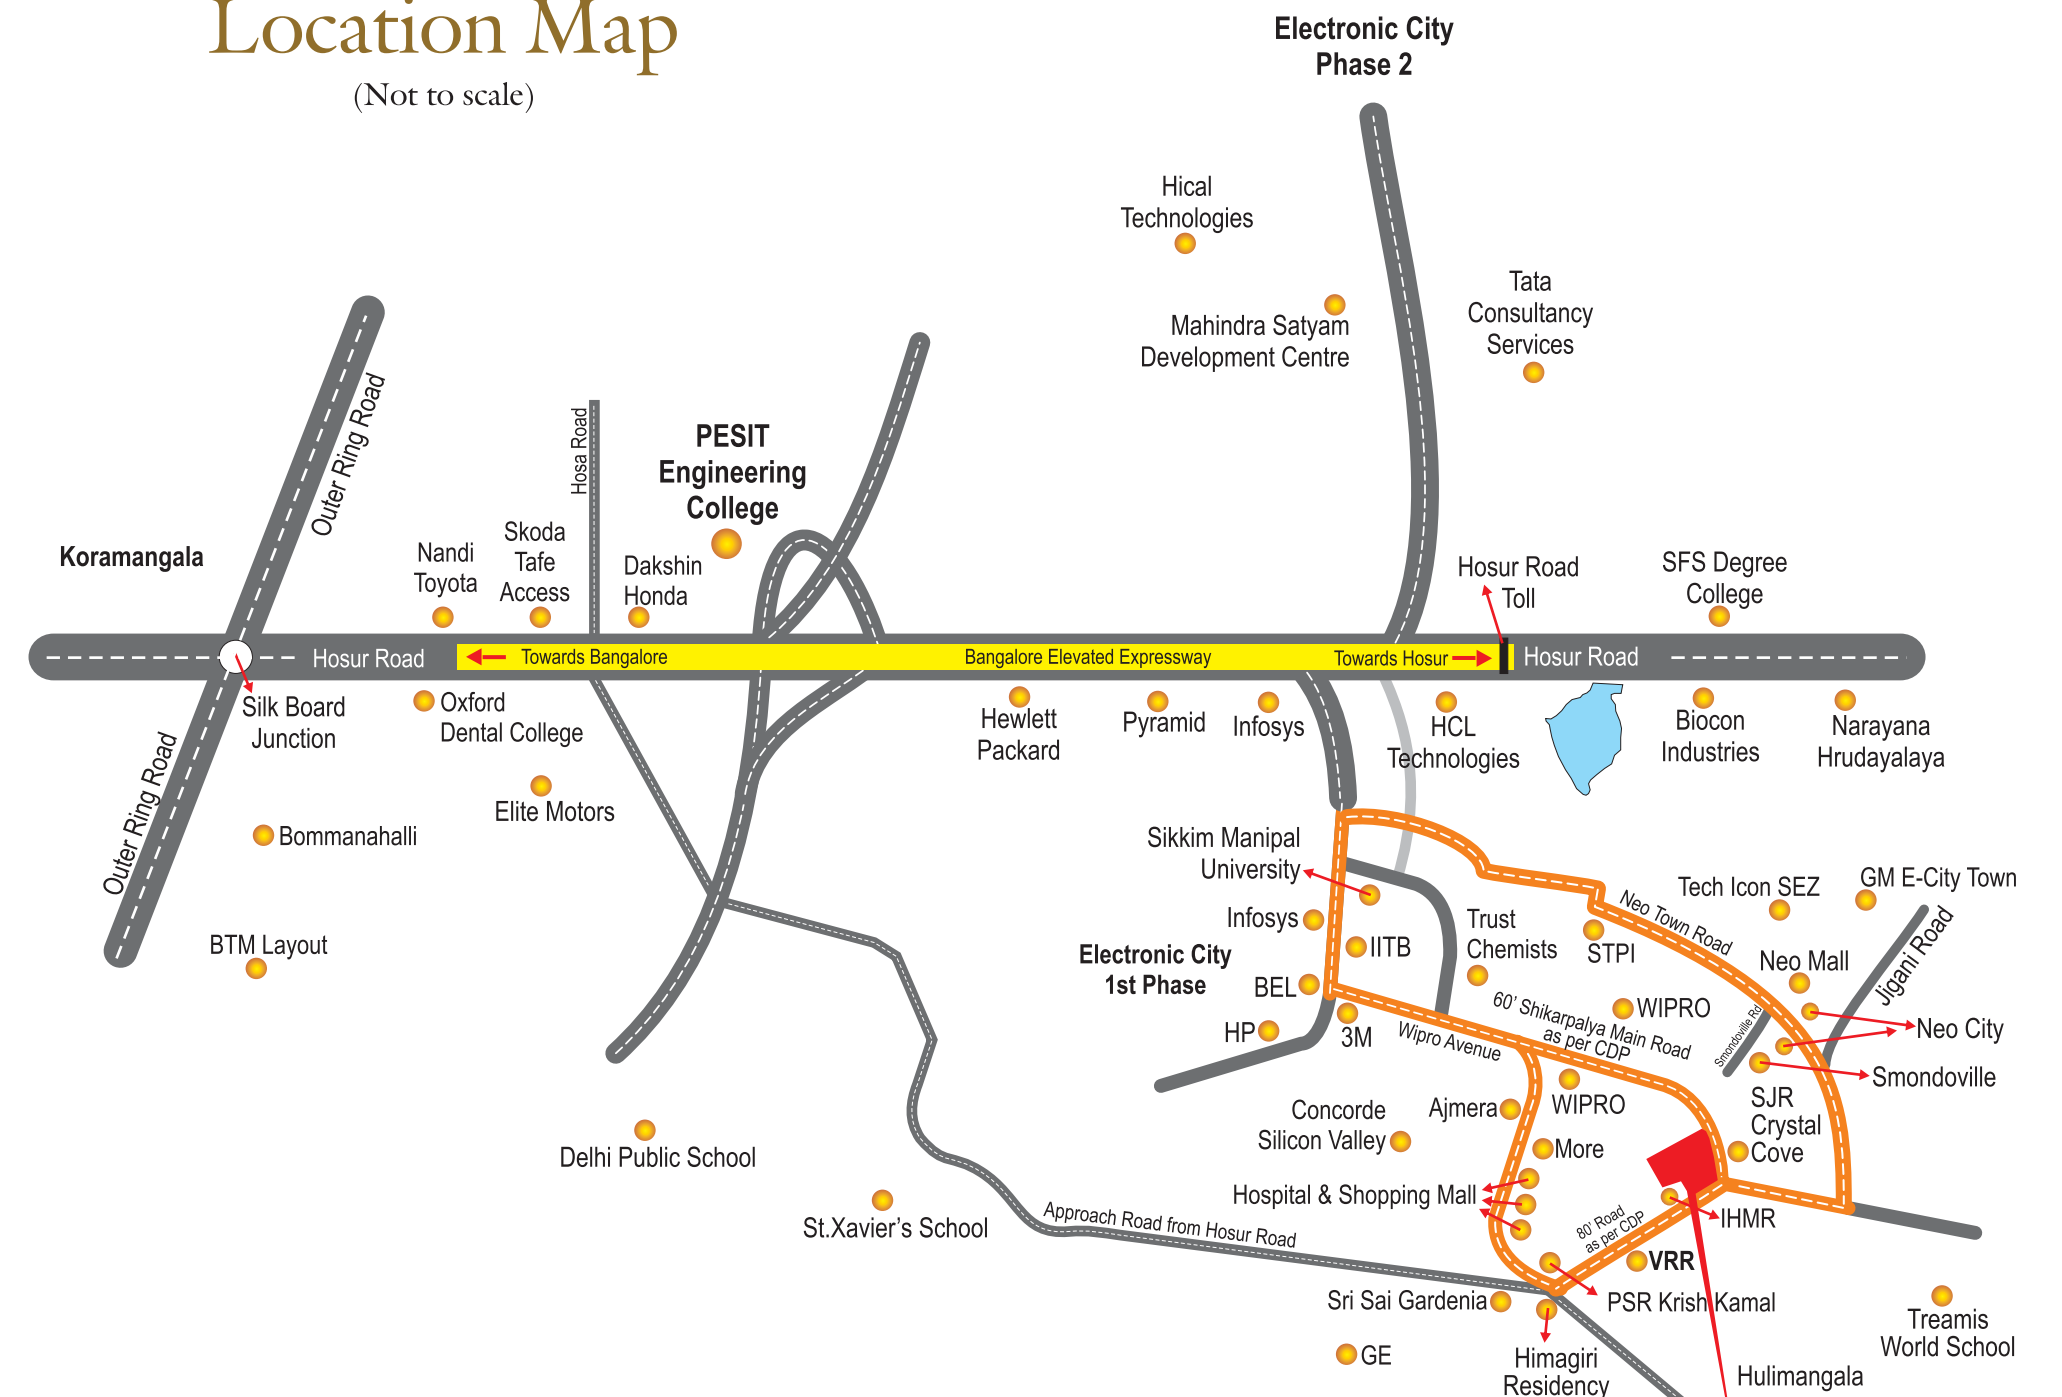 Location Map
(Not to scale)
Electronic City
Phase 2
Hical
Technologies
Mahindra Satyam
Development Centre
Tata
Consultancy
Services
Outer Ring Road
Hosa Road
PESIT
Engineering
College
Koramangala
Nandi
Toyota
Skoda
Tafe
Access
Dakshin
Honda
Hosur Road
Toll
SFS Degree
College
Hosur Road
Towards Bangalore
Bangalore Elevated Expressway
Towards Hosur
Hosur Road
Silk Board
Junction
Oxford
Dental College
Hewlett
Packard
Pyramid
Infosys
HCL
Technologies
Biocon
Industries
Narayana
Hrudayalaya
Outer Ring Road
Elite Motors
Bommanahalli
BTM Layout
Sikkim Manipal
University
Infosys
IITB
Electronic City
1st Phase
BEL
HP
3M
Trust
Chemists
STPI
Neo Town Road
Tech Icon SEZ
GM E-City Town
Neo Mall
Jigani Road
WIPRO
60’ Shikarpalya Main Road
as per CDP
Wipro Avenue
Smondoville Rd
Neo City
Smondoville
SJR
Crystal
Cove
WIPRO
Ajmera
Concorde
Silicon Valley
More
Hospital & Shopping Mall
Delhi Public School
St.Xavier’s School
Approach Road from Hosur Road
80’ Road
as per CDP
IHMR
VRR
PSR Krish Kamal
Sri Sai Gardenia
GE
Himagiri
Residency
Treamis
World School
Hulimangala